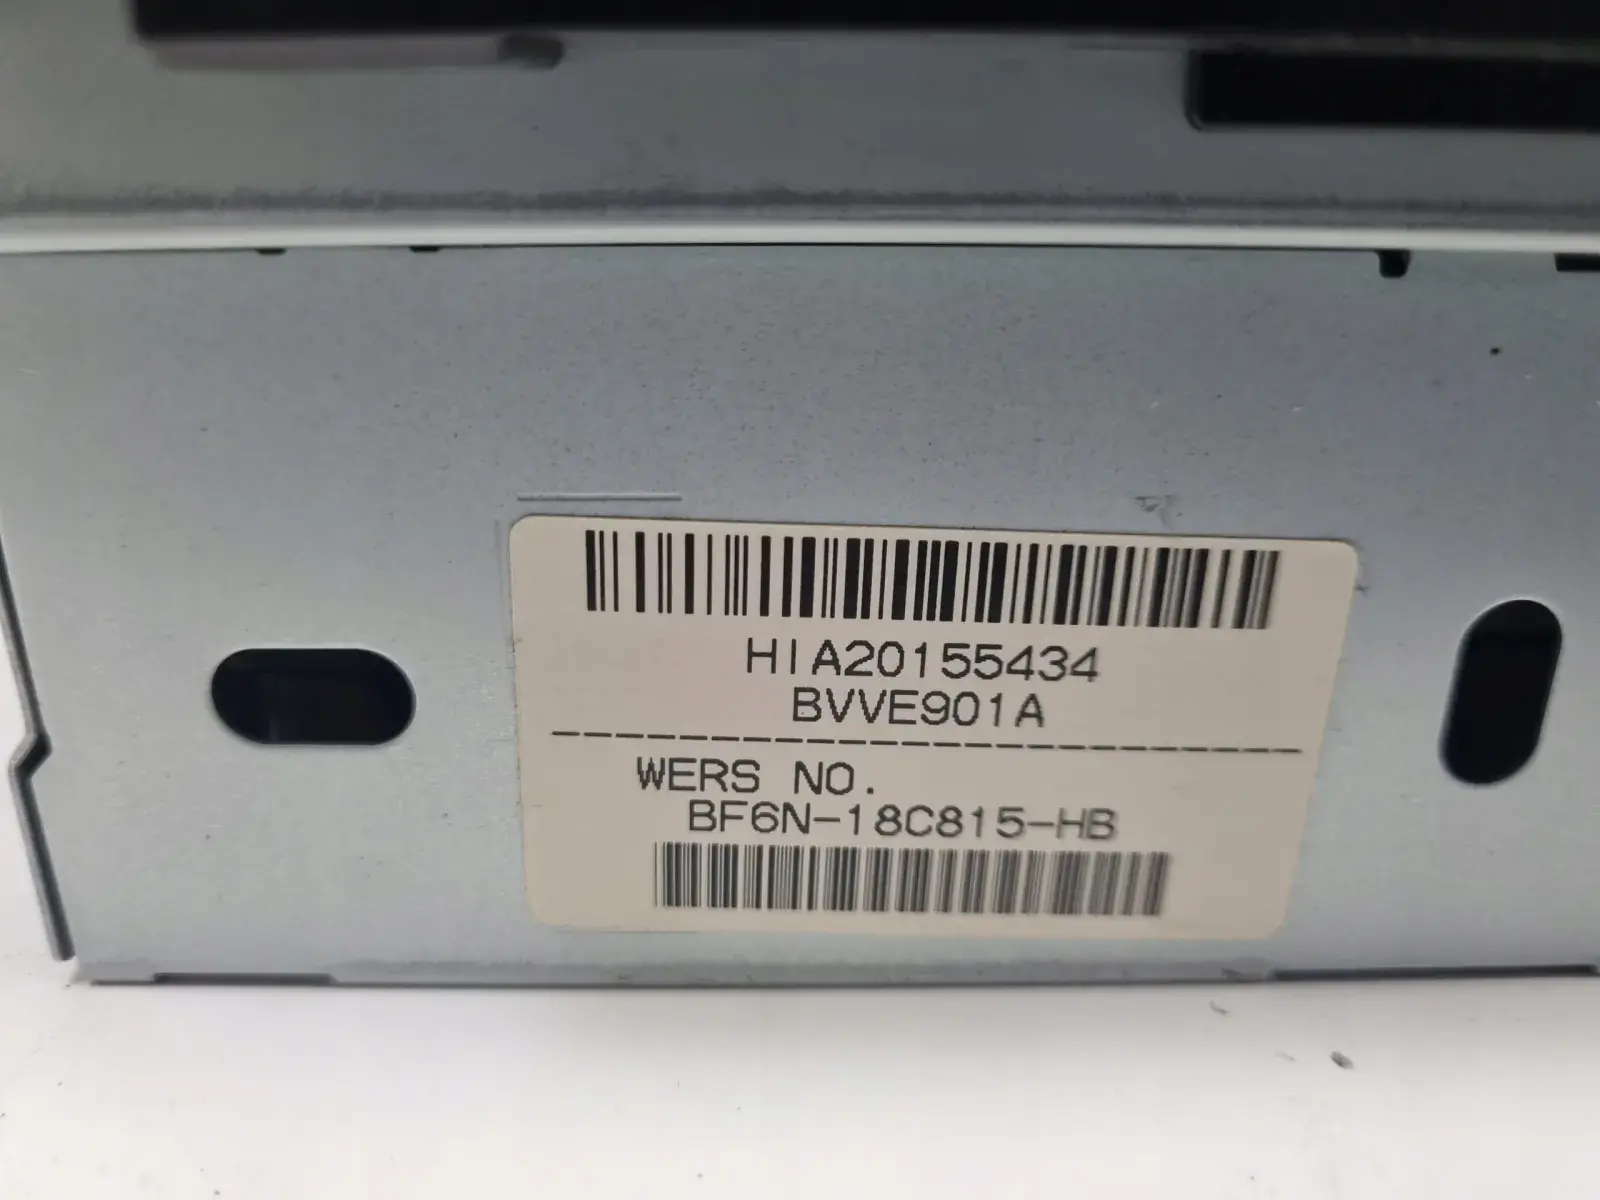 HIA20155434
BVVE901A
WERS NO.
BF6N-18C815-HB